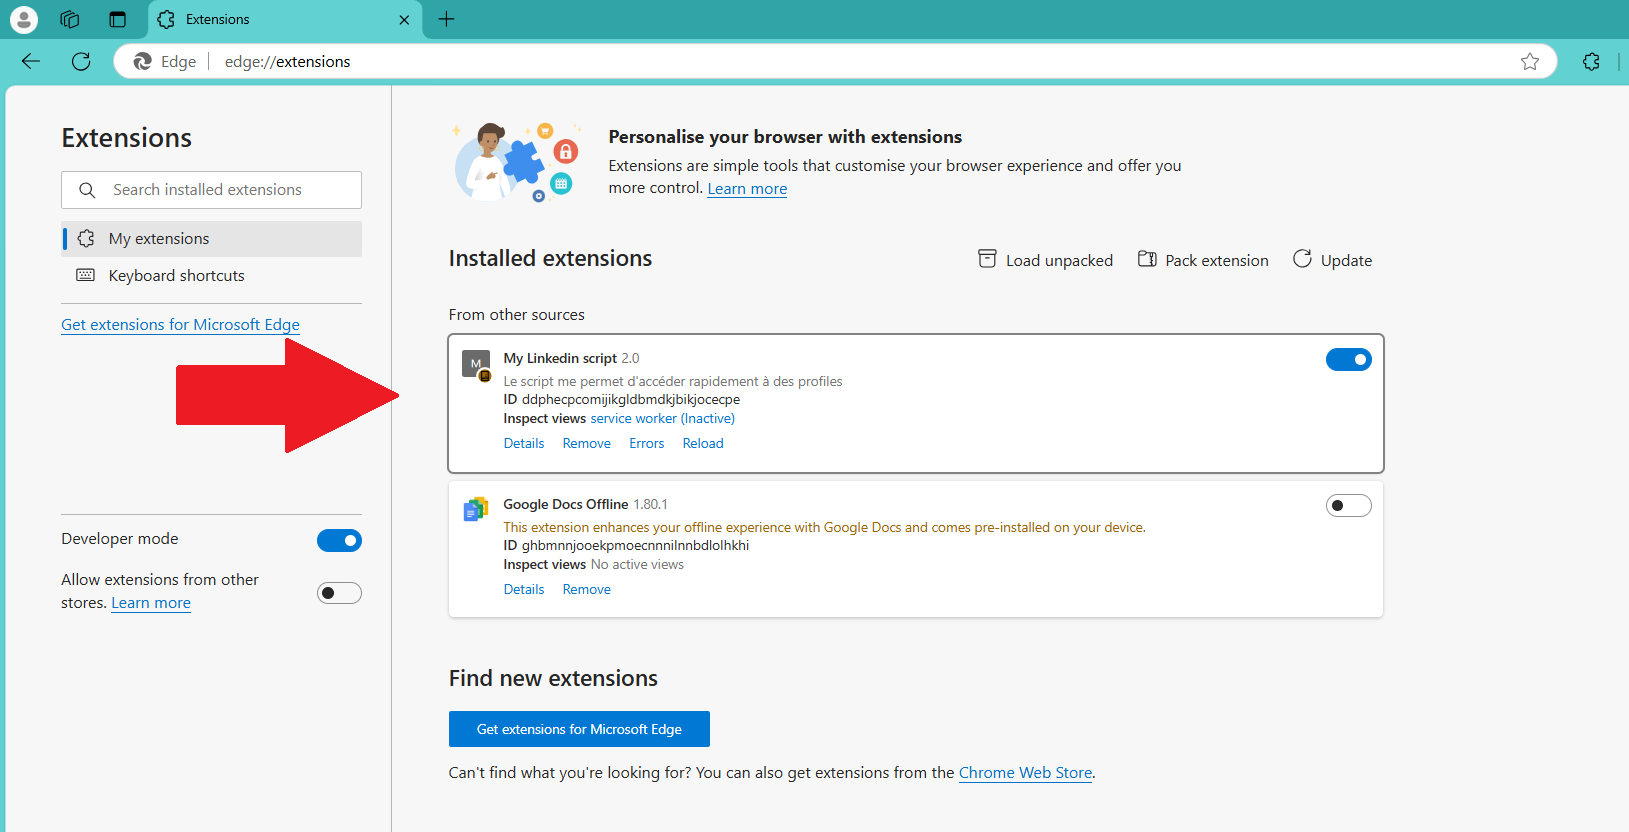 Extensions
Edge
edge://extensions
Extensions
Search installed extensions
My extensions
Keyboard shortcuts
Get extensions for Microsoft Edge
Developer mode
Allow extensions from other
stores. Learn more
Personalise your browser with extensions
Extensions are simple tools that customise your browser experience and offer you
more control. Learn more
Installed extensions
Load unpacked
Pack extension
Update
From other sources
M
My Linkedin script 2.0
Le script me permet d'accéder rapidement à des profiles
ID ddphecpcomijikgldbmdkjbikjocecpe
Inspect views service worker (Inactive)
Details Remove Errors Reload
Google Docs Offline 1.80.1
This extension enhances your offline experience with Google Docs and comes pre-installed on your device.
ID ghbmnnjooekpmoecnnnilnnbdlolhkhi
Inspect views No active views
Details Remove
Find new extensions
Get extensions for Microsoft Edge
Can't find what you're looking for? You can also get extensions from the Chrome Web Store.